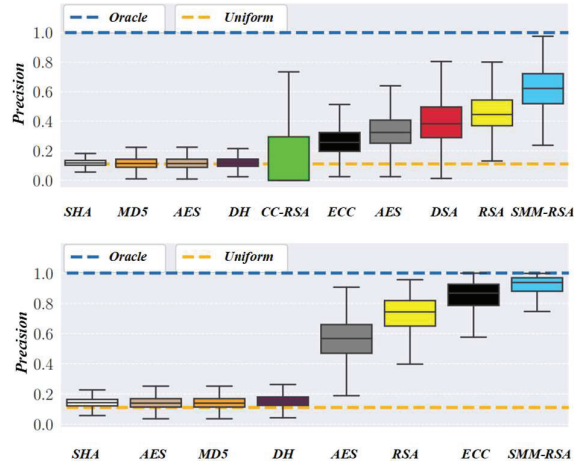 Oracle Uniform
1.0
0.8
0.6
0.4
0.2
0.0
Precision
SHA MD5 AES DH CC-RSA ECC AES DSA RSA SMM-RSA
Oracle Uniform
1.0
0.8
0.6
0.4
0.2
0.0
Precision
SHA AES MD5 DH AES RSA ECC SMM-RSA